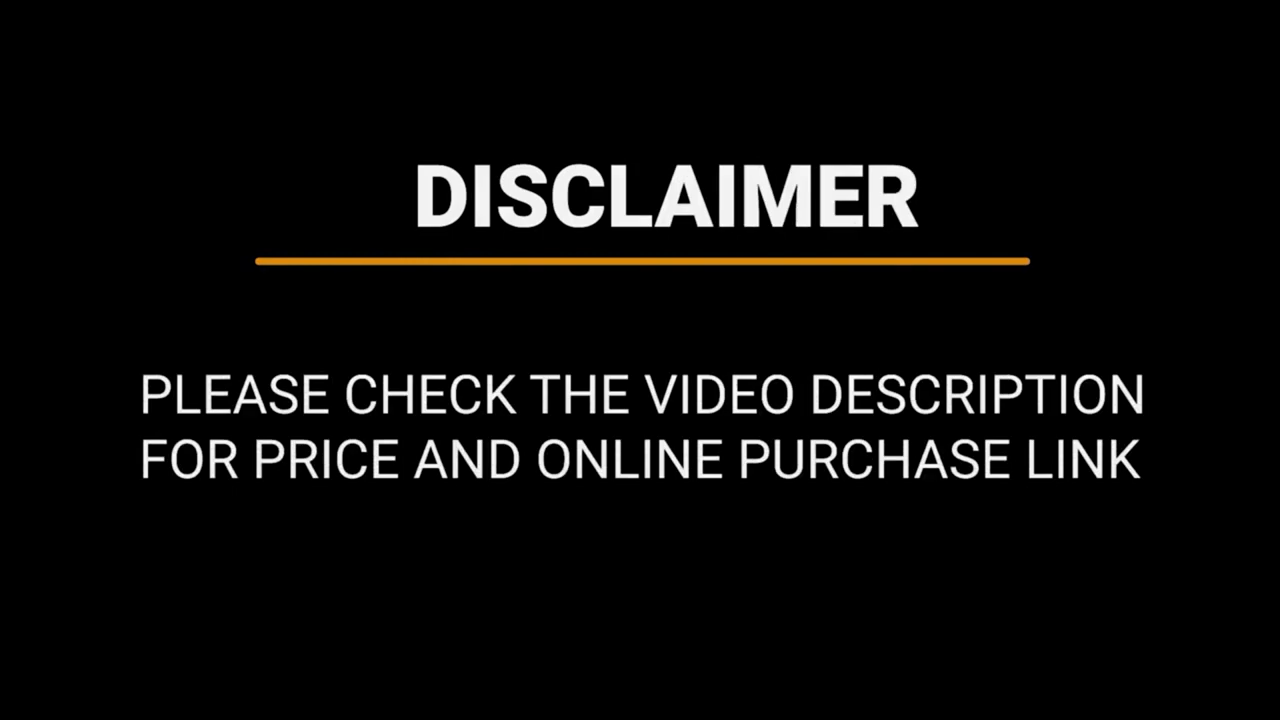 DISCLAIMER
PLEASE CHECK THE VIDEO DESCRIPTION
FOR PRICE AND ONLINE PURCHASE LINK